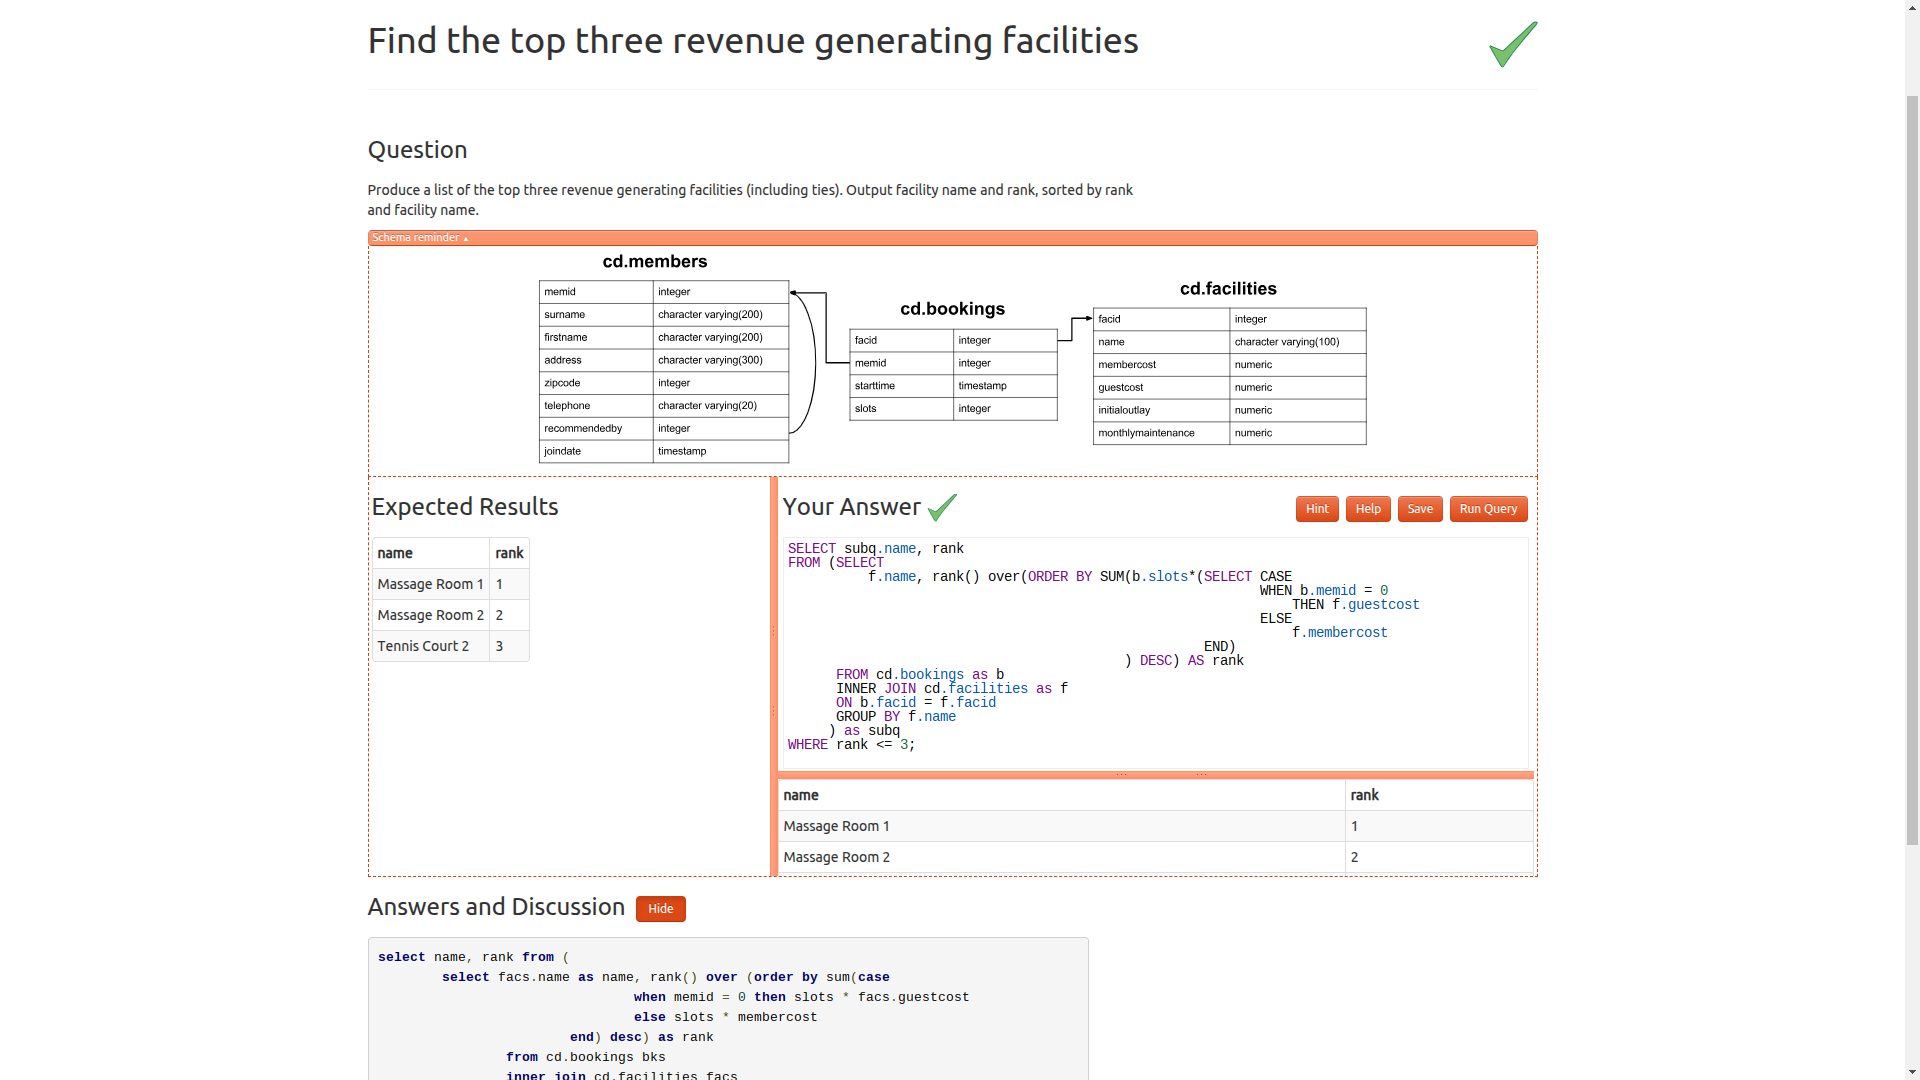 Find the top three revenue generating facilities
Question
Produce a list of the top three revenue generating facilities (including ties). Output facility name and rank, sorted by rank
and facility name.
Schema reminder ▴
cd.members
memid integer
surname character varying(200)
firstname character varying(200)
address character varying(300)
zipcode integer
telephone character varying(20)
recommendedby integer
joindate timestamp
cd.bookings
facid integer
memid integer
starttime timestamp
slots integer
cd.facilities
facid integer
name character varying(100)
membercost numeric
guestcost numeric
initialoutlay numeric
monthlymaintenance numeric
Expected Results
name rank
Massage Room 1 1
Massage Room 2 2
Tennis Court 2 3
Your Answer
Hint Help Save Run Query
SELECT subq.name, rank
FROM (SELECT
f.name, rank() over(ORDER BY SUM(b.slots*(SELECT CASE
WHEN b.memid = 0
THEN f.guestcost
ELSE
f.membercost
END)
) DESC) AS rank
FROM cd.bookings as b
INNER JOIN cd.facilities as f
ON b.facid = f.facid
GROUP BY f.name
) as subq
WHERE rank <= 3;
name rank
Massage Room 1 1
Massage Room 2 2
Answers and Discussion Hide
select name, rank from (
select facs.name as name, rank() over (order by sum(case
when memid = 0 then slots * facs.guestcost
else slots * membercost
end) desc) as rank
from cd.bookings bks
inner join cd.facilities facs